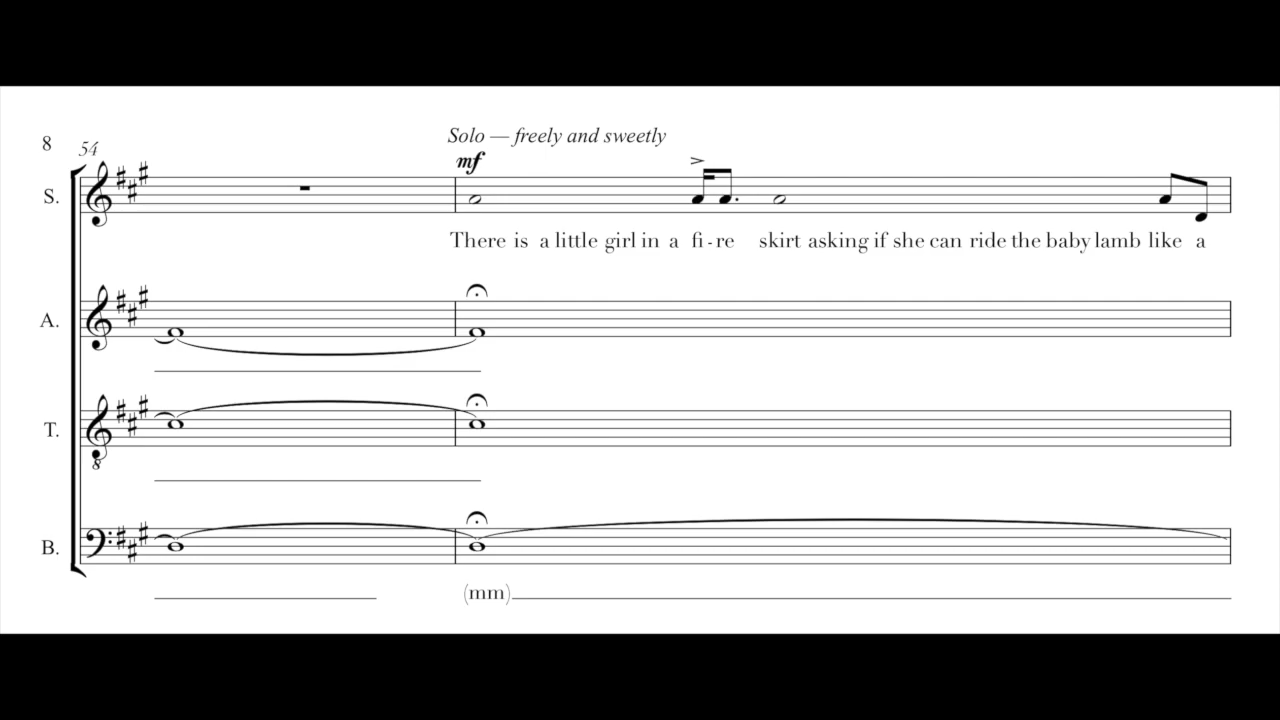 8
54
Solo — freely and sweetly
mf
S.
There is a little girl in a fi - re skirt asking if she can ride the baby lamb like a
A.
T.
8
B.
(mm)